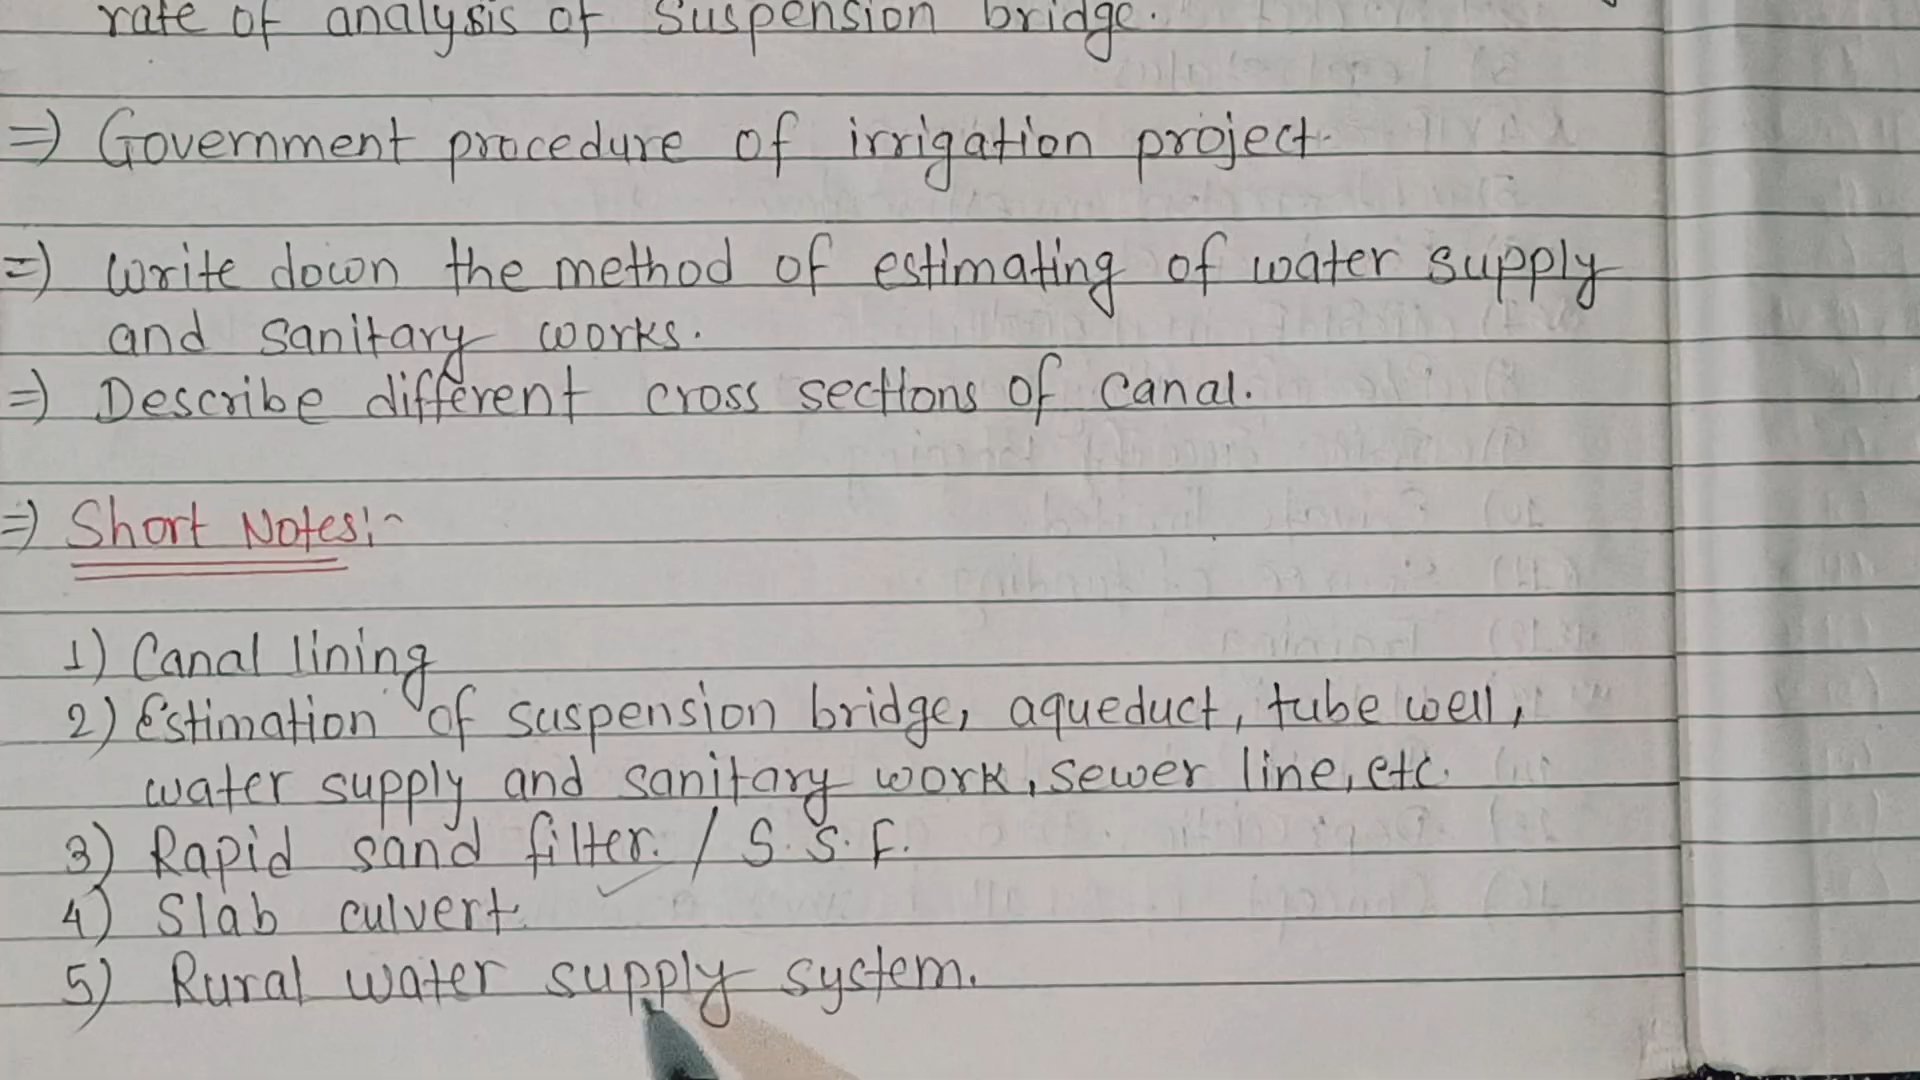 rate of analysis of suspension bridge.
=) Government procedure of irrigation project.
=) Write down the method of estimating of water supply
and sanitary works.
=) Describe different cross sections of canal.
=) Short Notes:-
1) Canal lining
2) Estimation of suspension bridge, aqueduct, tube well,
water supply and sanitary work, sewer line, etc.
3) Rapid sand filter. / S.S.F.
4) Slab culvert.
5) Rural water supply system.